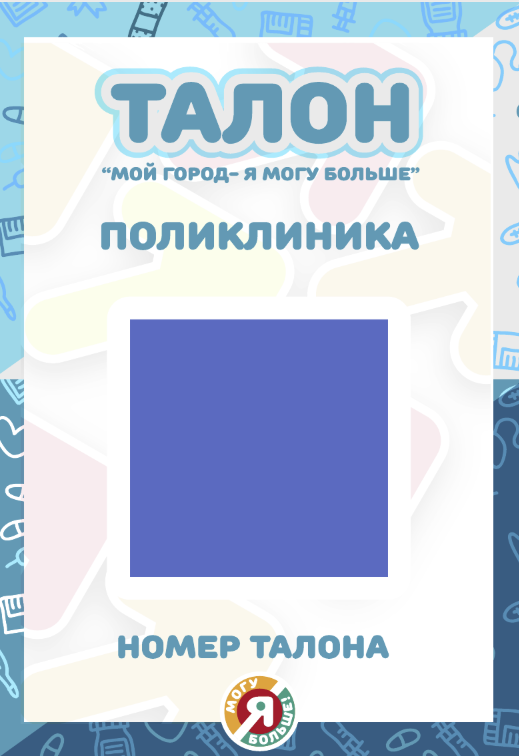 ТАЛОН
“МОЙ ГОРОД- Я МОГУ БОЛЬШЕ”
ПОЛИКЛИНИКА
НОМЕР ТАЛОНА
МОГУ
Я
БОЛЬШЕ!